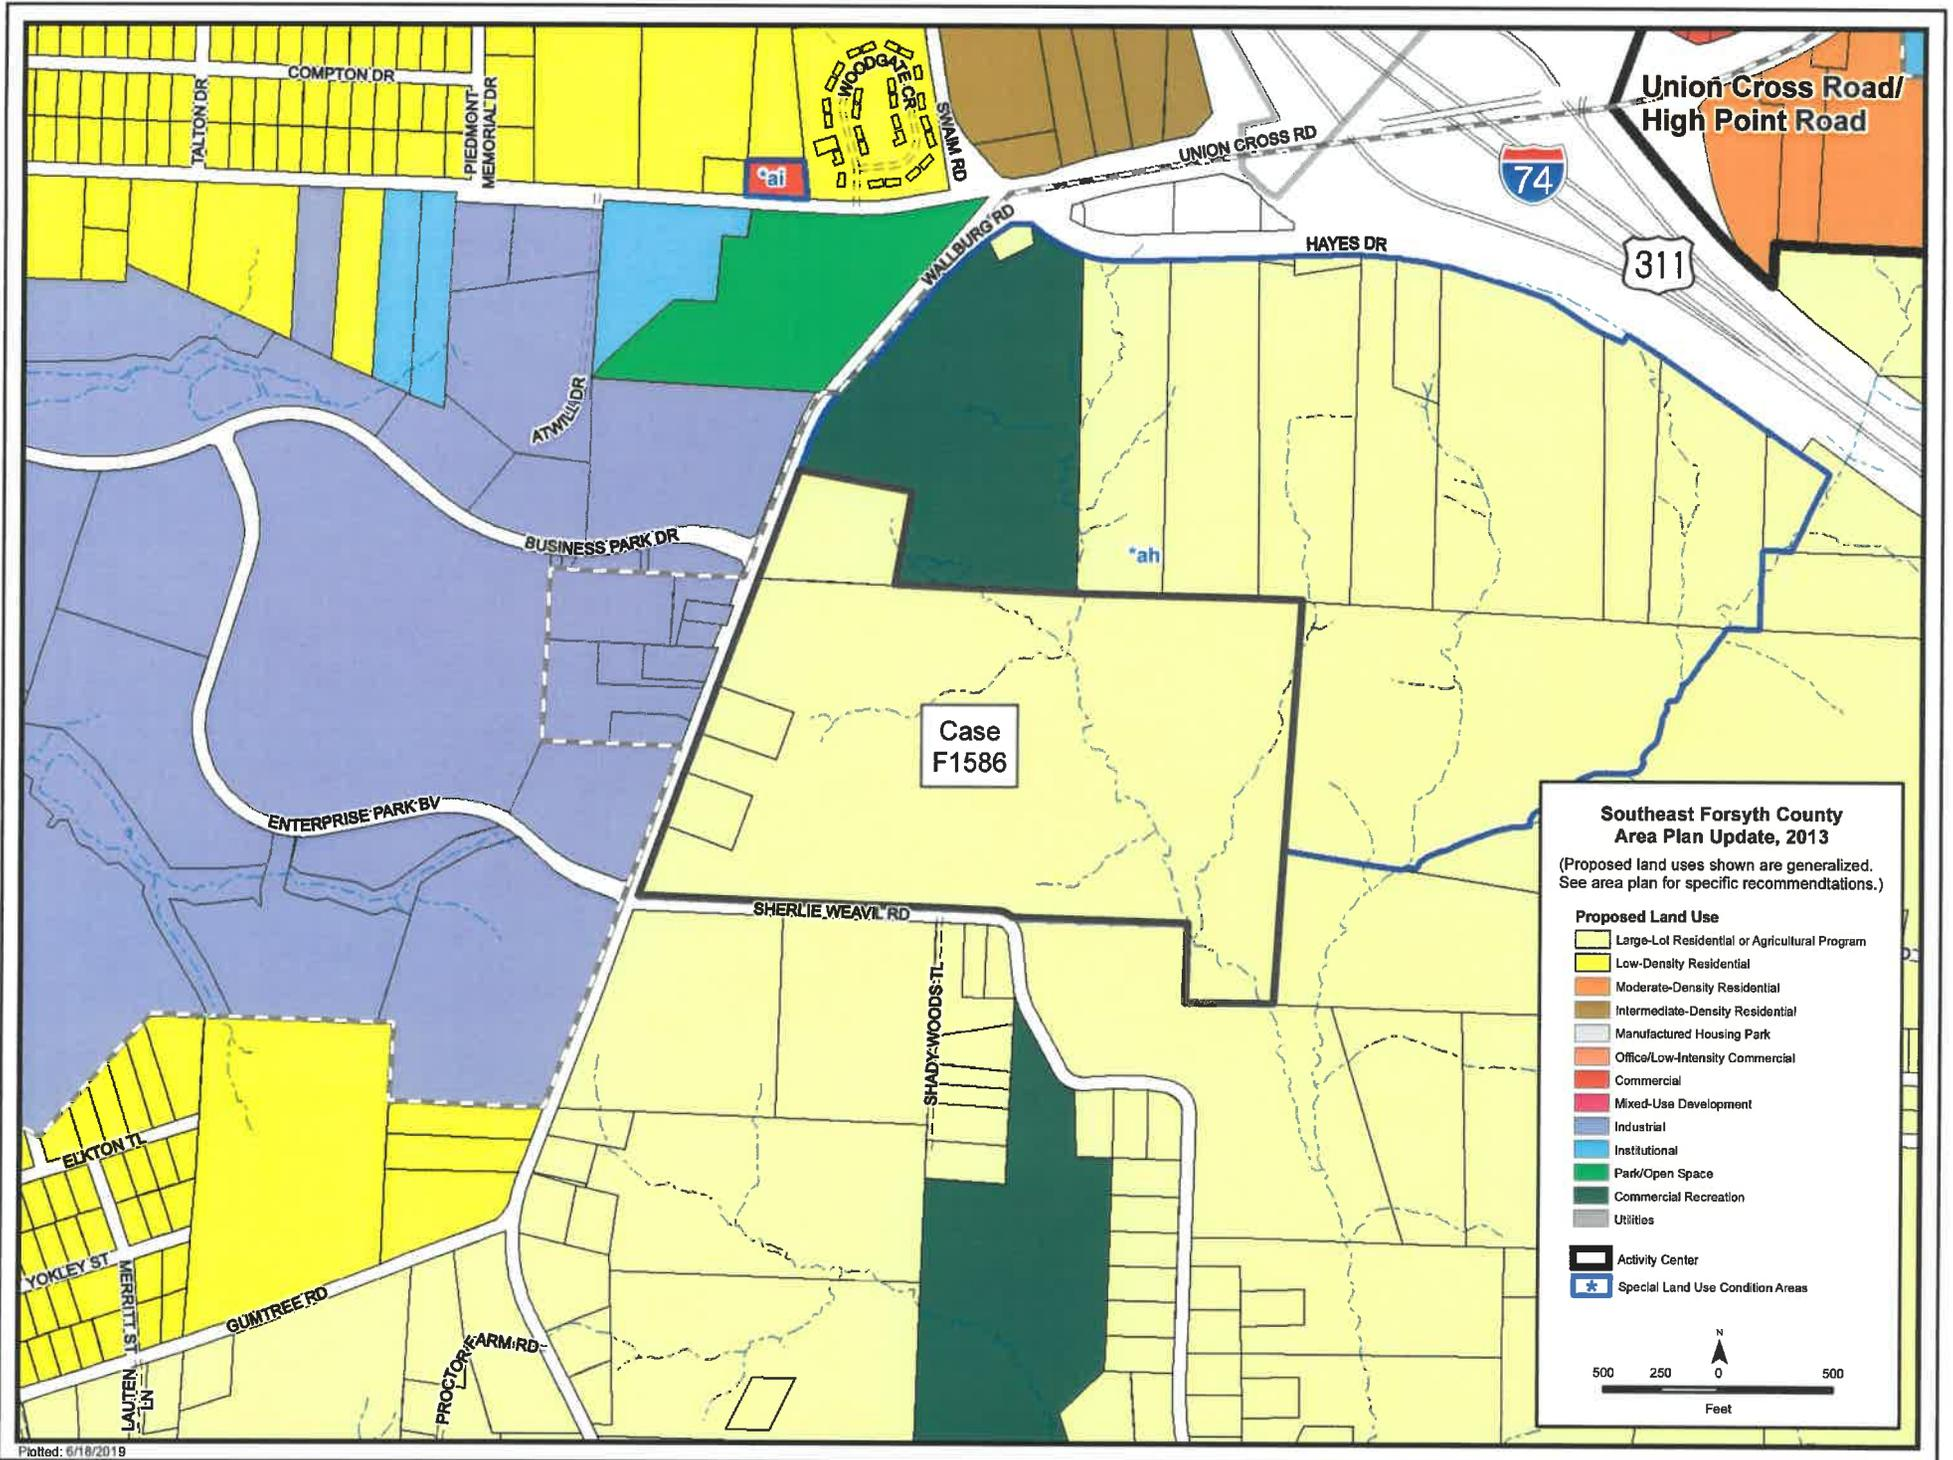 COMPTON DR
TALTON DR
PIEDMONT
MEMORIAL DR
WOODGATE CR
SWAIM RD
*ai
UNION CROSS RD
Union Cross Road/
High Point Road
74
311
WALLBURG RD
HAYES DR
ATWILL DR
BUSINESS PARK DR
*ah
Case
F1586
ENTERPRISE PARK BV
SHERLIE WEAVIL RD
SHADY WOODS TL
ELKTON TL
YOKLEY ST
MERRITT ST
LAUTEN
LN
GUMTREE RD
PROCTOR FARM RD
Southeast Forsyth County
Area Plan Update, 2013
(Proposed land uses shown are generalized.
See area plan for specific recommendtations.)
Proposed Land Use
Large-Lot Residential or Agricultural Program
Low-Density Residential
Moderate-Density Residential
Intermediate-Density Residential
Manufactured Housing Park
Office/Low-Intensity Commercial
Commercial
Mixed-Use Development
Industrial
Institutional
Park/Open Space
Commercial Recreation
Utilities
Activity Center
* Special Land Use Condition Areas
N
500 250 0 500
Feet
Plotted: 6/18/2019